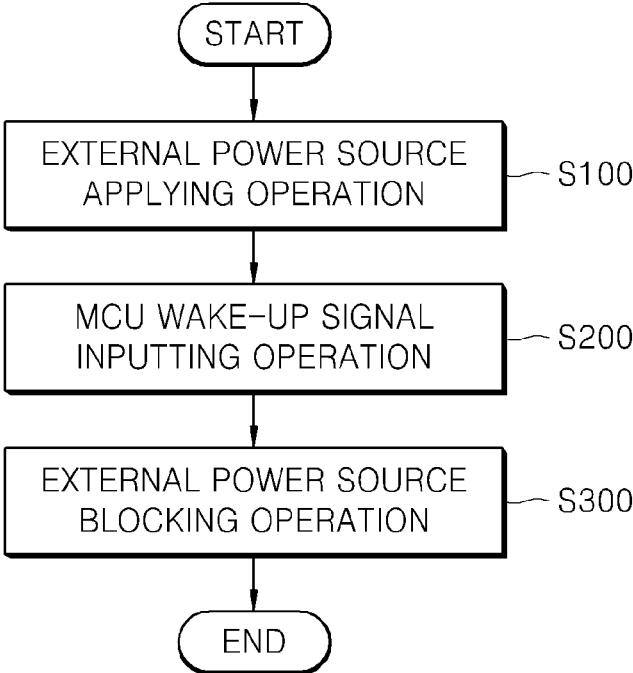 START
EXTERNAL POWER SOURCE
APPLYING OPERATION
S100
MCU WAKE-UP SIGNAL
INPUTTING OPERATION
S200
EXTERNAL POWER SOURCE
BLOCKING OPERATION
S300
END